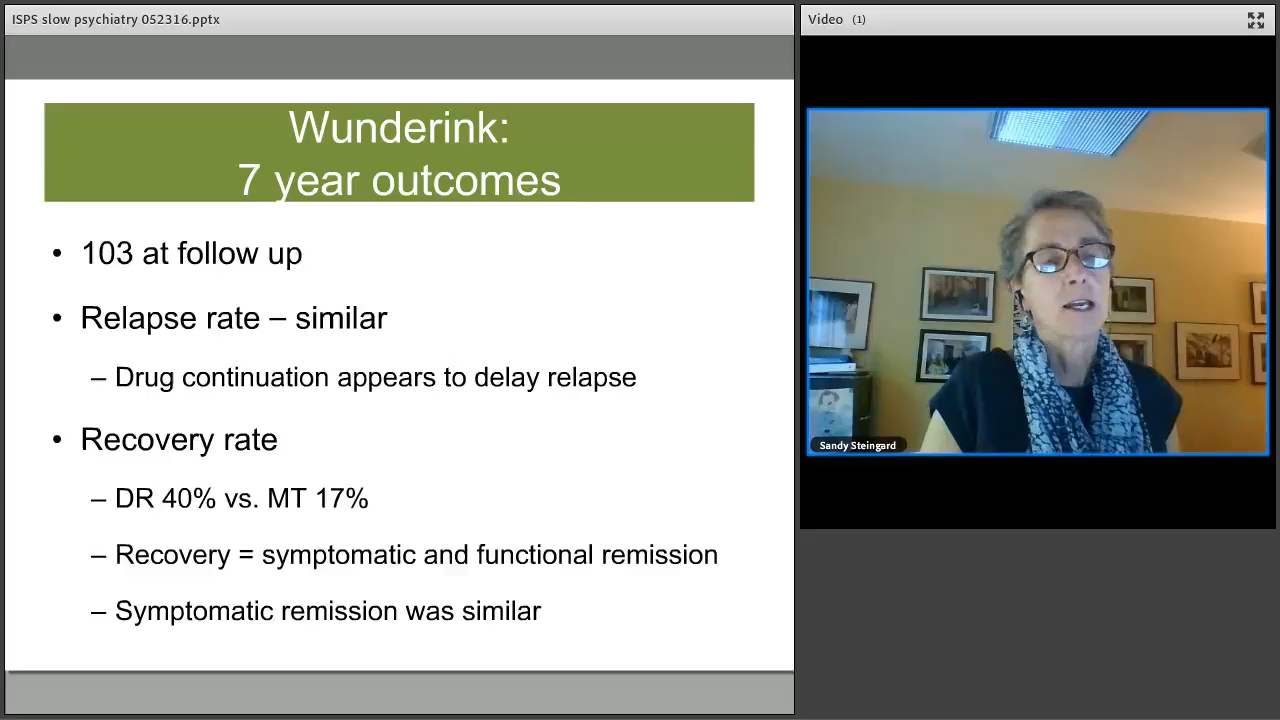 ISPS slow psychiatry 052316.pptx
Video (1)
Wunderink:
7 year outcomes
• 103 at follow up
• Relapse rate – similar
– Drug continuation appears to delay relapse
• Recovery rate
– DR 40% vs. MT 17%
– Recovery = symptomatic and functional remission
– Symptomatic remission was similar
Sandy Steingard